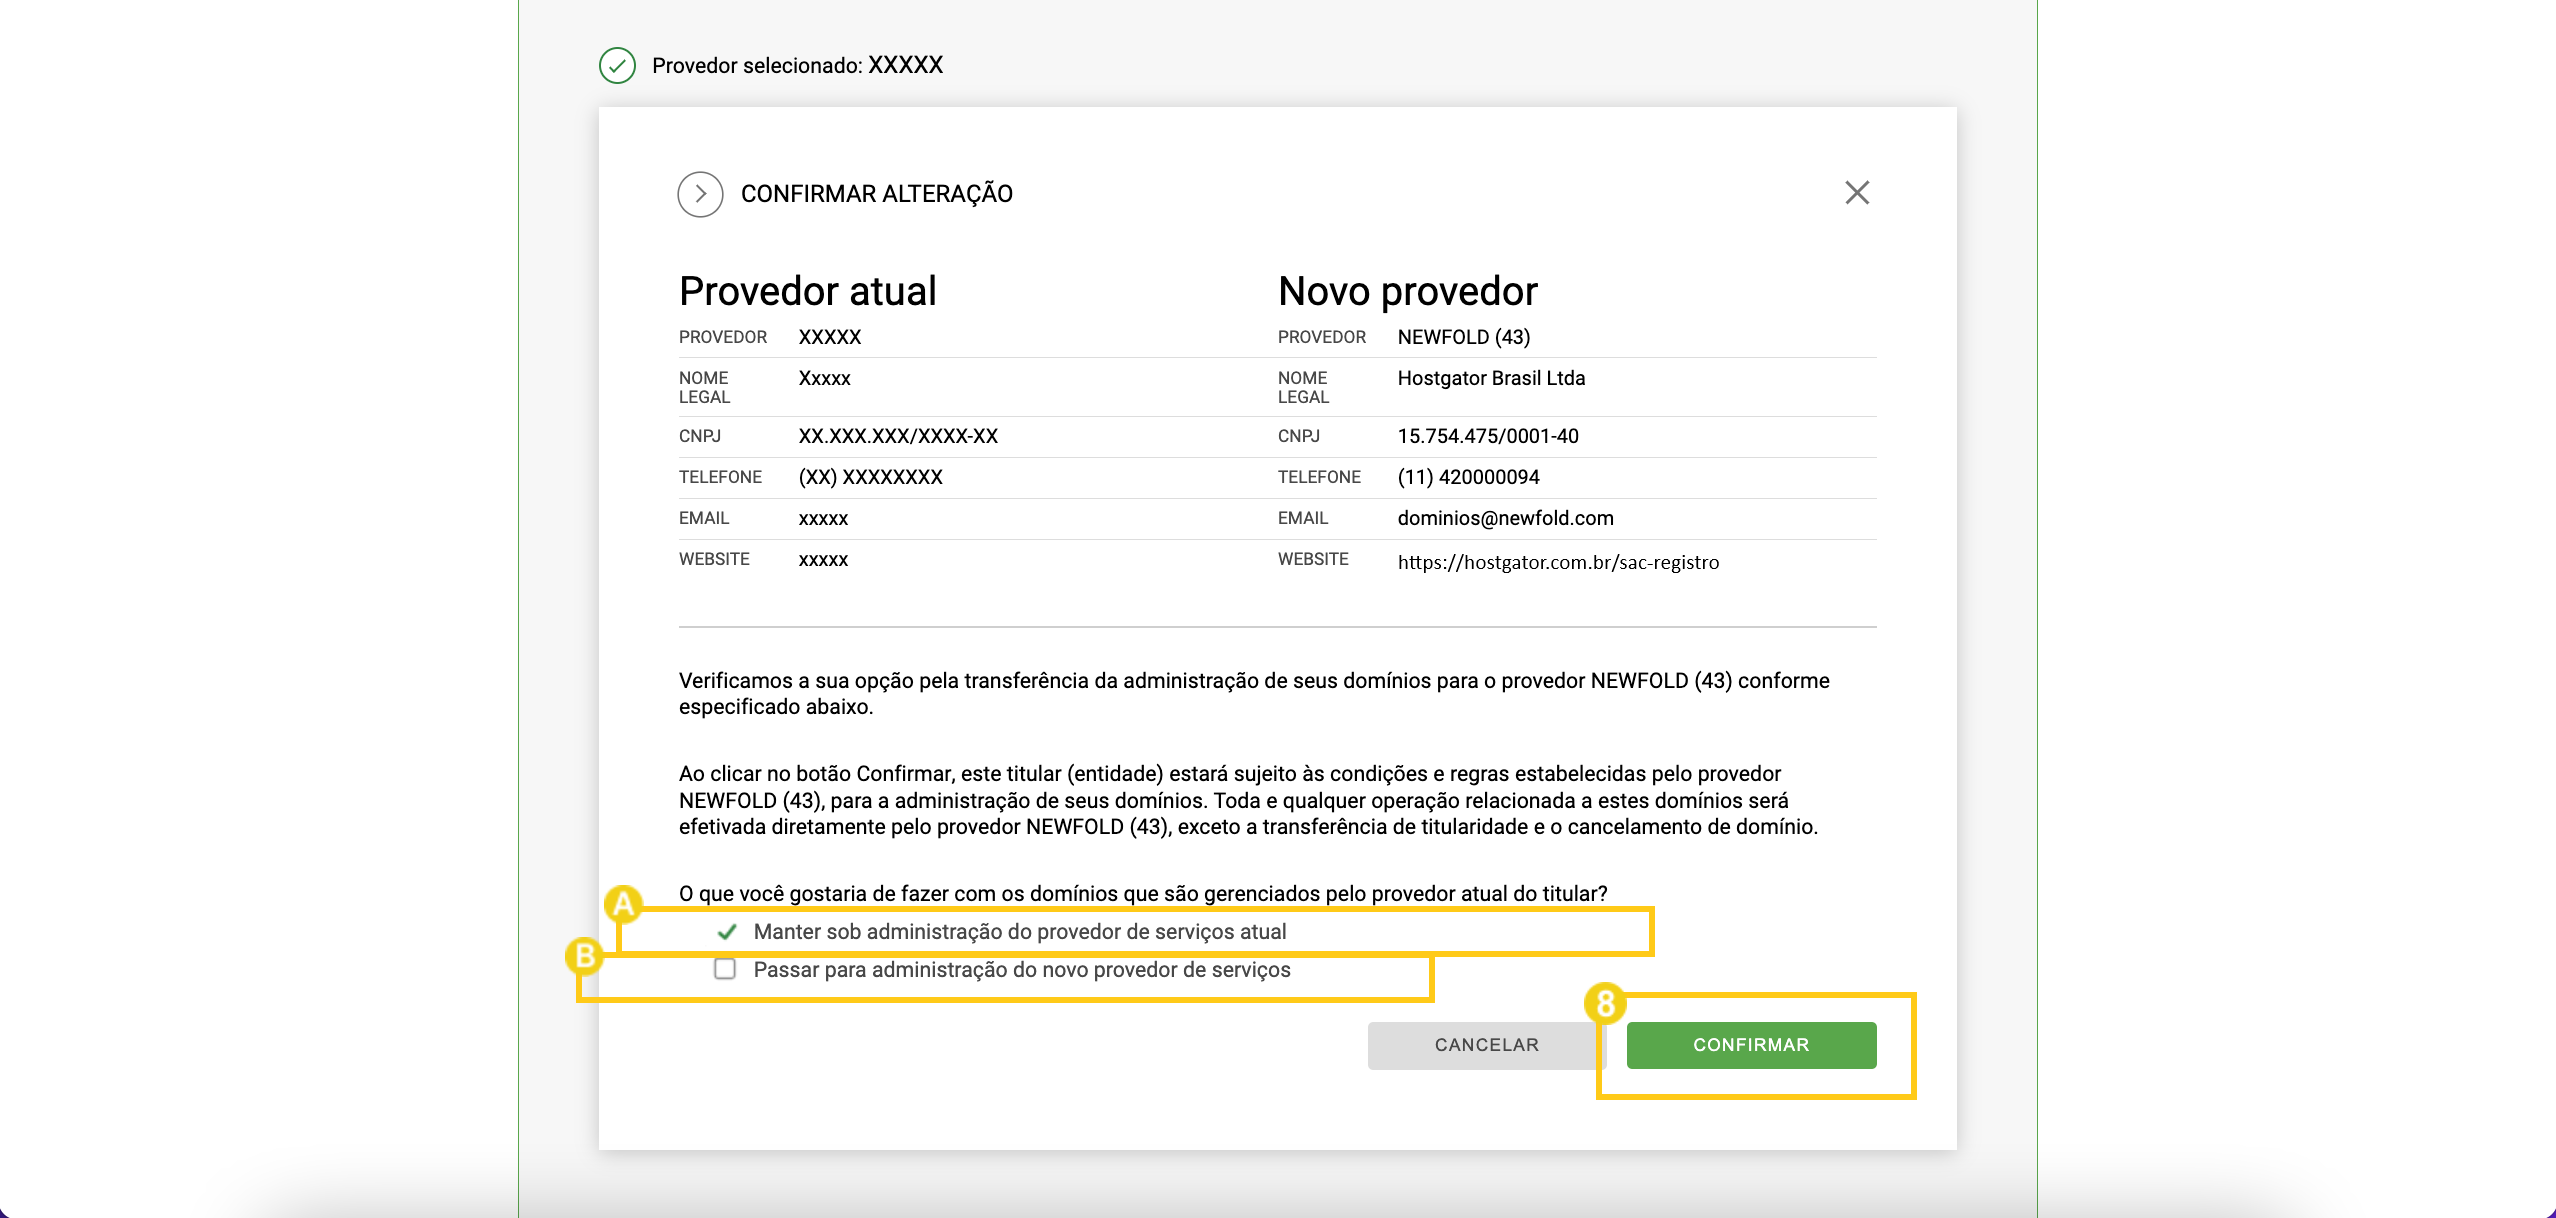 Provedor selecionado: XXXXX
CONFIRMAR ALTERAÇÃO
Provedor atual
PROVEDOR XXXXX
NOME LEGAL Xxxxx
CNPJ XX.XXX.XXX/XXXX-XX
TELEFONE (XX) XXXXXXXX
EMAIL xxxxx
WEBSITE xxxxx
Novo provedor
PROVEDOR NEWFOLD (43)
NOME LEGAL Hostgator Brasil Ltda
CNPJ 15.754.475/0001-40
TELEFONE (11) 420000094
EMAIL dominios@newfold.com
WEBSITE https://hostgator.com.br/sac-registro
Verificamos a sua opção pela transferência da administração de seus domínios para o provedor NEWFOLD (43) conforme
especificado abaixo.
Ao clicar no botão Confirmar, este titular (entidade) estará sujeito às condições e regras estabelecidas pelo provedor
NEWFOLD (43), para a administração de seus domínios. Toda e qualquer operação relacionada a estes domínios será
efetivada diretamente pelo provedor NEWFOLD (43), exceto a transferência de titularidade e o cancelamento de domínio.
O que você gostaria de fazer com os domínios que são gerenciados pelo provedor atual do titular?
A
Manter sob administração do provedor de serviços atual
B
Passar para administração do novo provedor de serviços
8
CANCELAR
CONFIRMAR